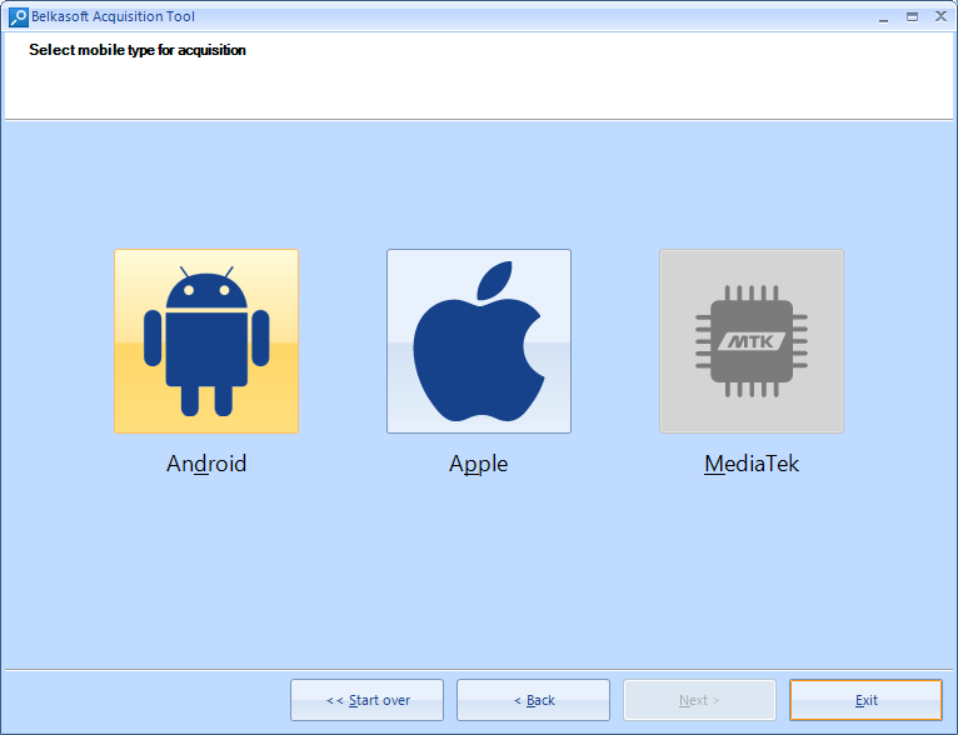 Belkasoft Acquisition Tool
Select mobile type for acquisition
MTK
Android
Apple
MediaTek
<< Start over
< Back
Next >
Exit